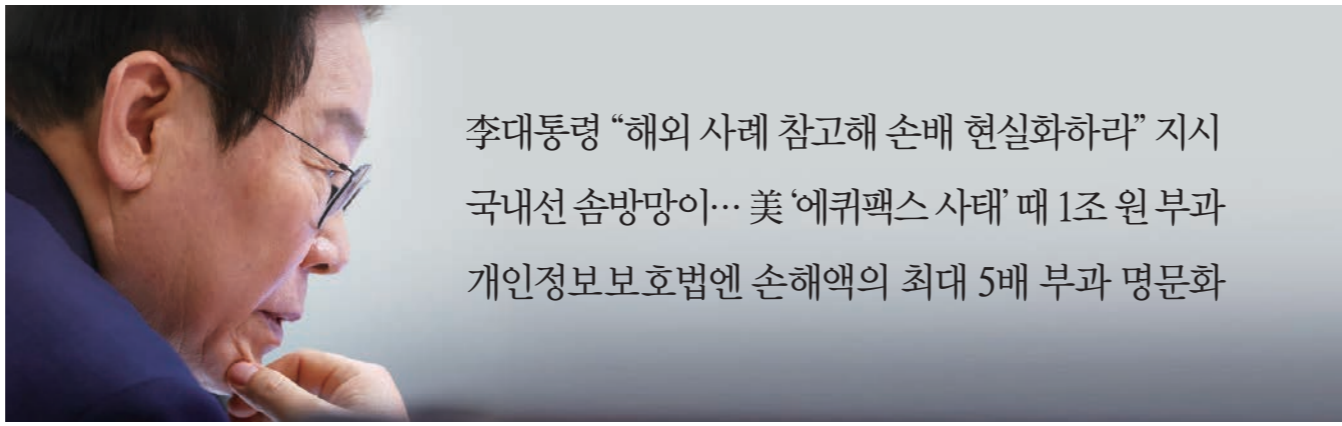 李대통령 “해외 사례 참고해 손배 현실화하라” 지시
국내선 솜방망이… 美 ‘에퀴팩스 사태’ 때 1조 원 부과
개인정보보호법엔 손해액의 최대 5배 부과 명문화